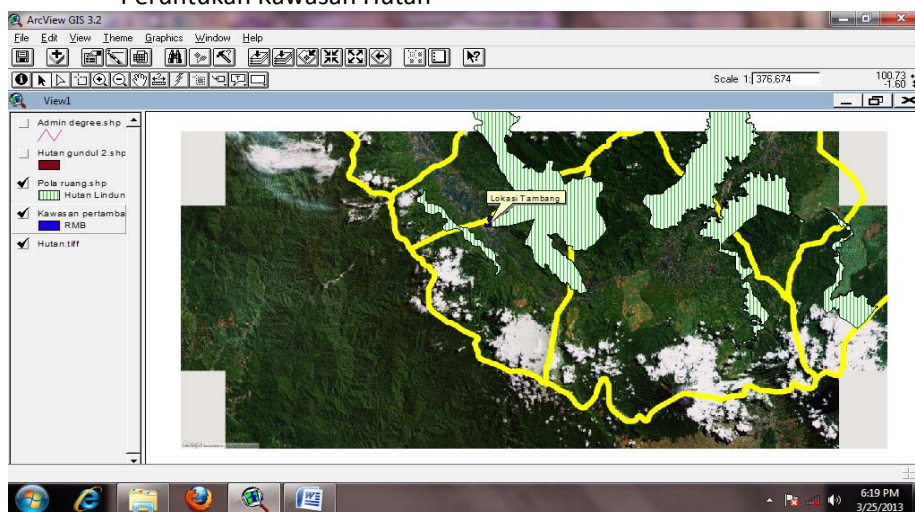 Peruntukan Kawasan Hutan
ArcView GIS 3.2
File Edit View Theme Graphics Window Help
Scale 1: 376,674
100.73
-1.60
View1
Admin degree.shp
Hutan gundul 2.shp
Pola ruang.shp
Hutan Lindun
Kawasan pertamba
RMB
Hutan.tiff
Lokasi Tambang
6:19 PM
3/25/2013